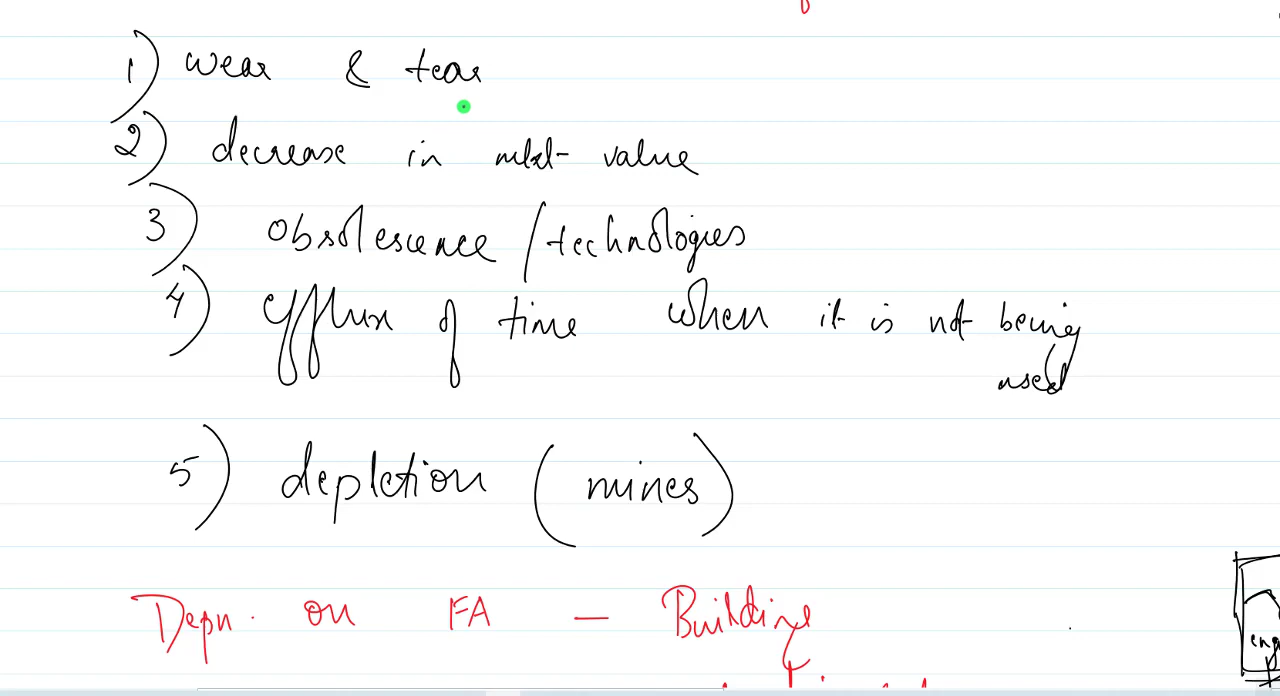 1) wear & tear
2) decrease in mkt value
3) obsolescence / technologies
4) efflux of time when it is not being
used
5) depletion (mines)
Depn. on FA — Building
eng